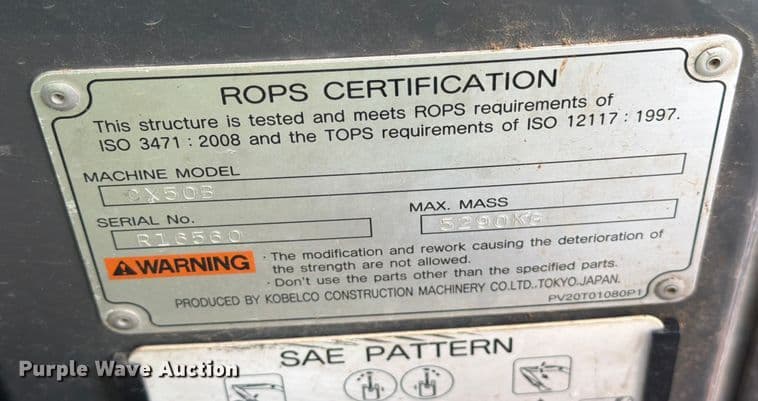 ROPS CERTIFICATION
This structure is tested and meets ROPS requirements of
ISO 3471 : 2008 and the TOPS requirements of ISO 12117 : 1997.
MACHINE MODEL
CX50B
SERIAL No.
R16560
MAX. MASS
5290KG
⚠WARNING
· The modification and rework causing the deterioration of
the strength are not allowed.
· Don't use the parts other than the specified parts.
PRODUCED BY KOBELCO CONSTRUCTION MACHINERY CO.LTD.,TOKYO.JAPAN.
PV20T01080P1
SAE PATTERN
Purple Wave Auction